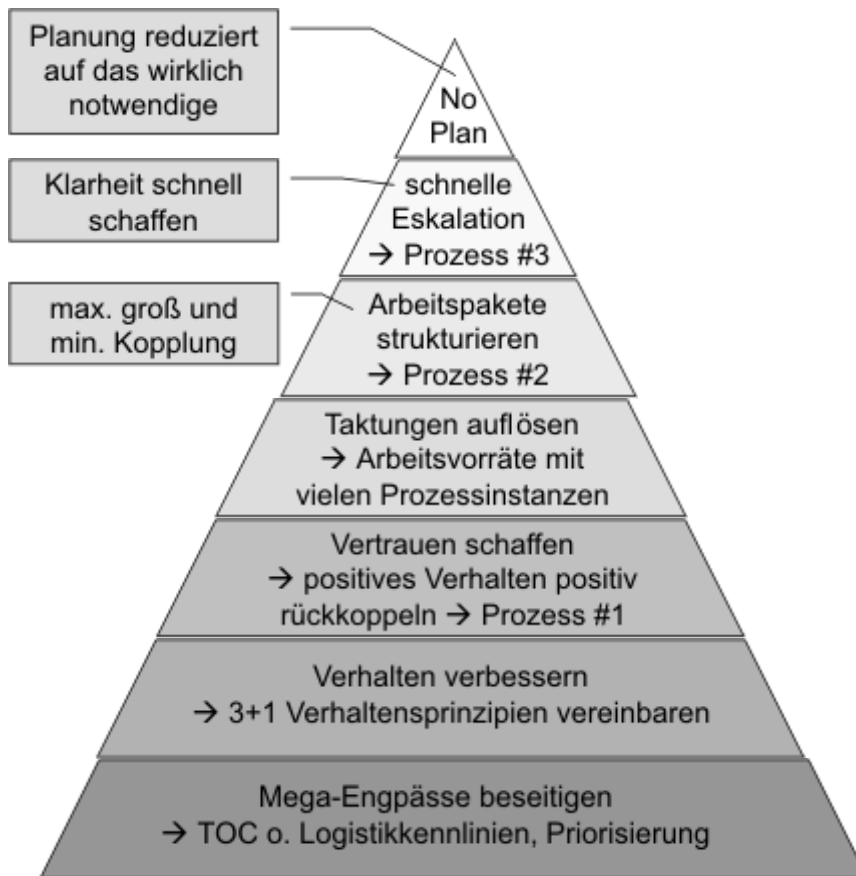 Planung reduziert
auf das wirklich
notwendige
No
Plan
Klarheit schnell
schaffen
schnelle
Eskalation
→ Prozess #3
max. groß und
min. Kopplung
Arbeitspakete
strukturieren
→ Prozess #2
Taktungen auflösen
→ Arbeitsvorräte mit
vielen Prozessinstanzen
Vertrauen schaffen
→ positives Verhalten positiv
rückkoppeln → Prozess #1
Verhalten verbessern
→ 3+1 Verhaltensprinzipien vereinbaren
Mega-Engpässe beseitigen
→ TOC o. Logistikkennlinien, Priorisierung